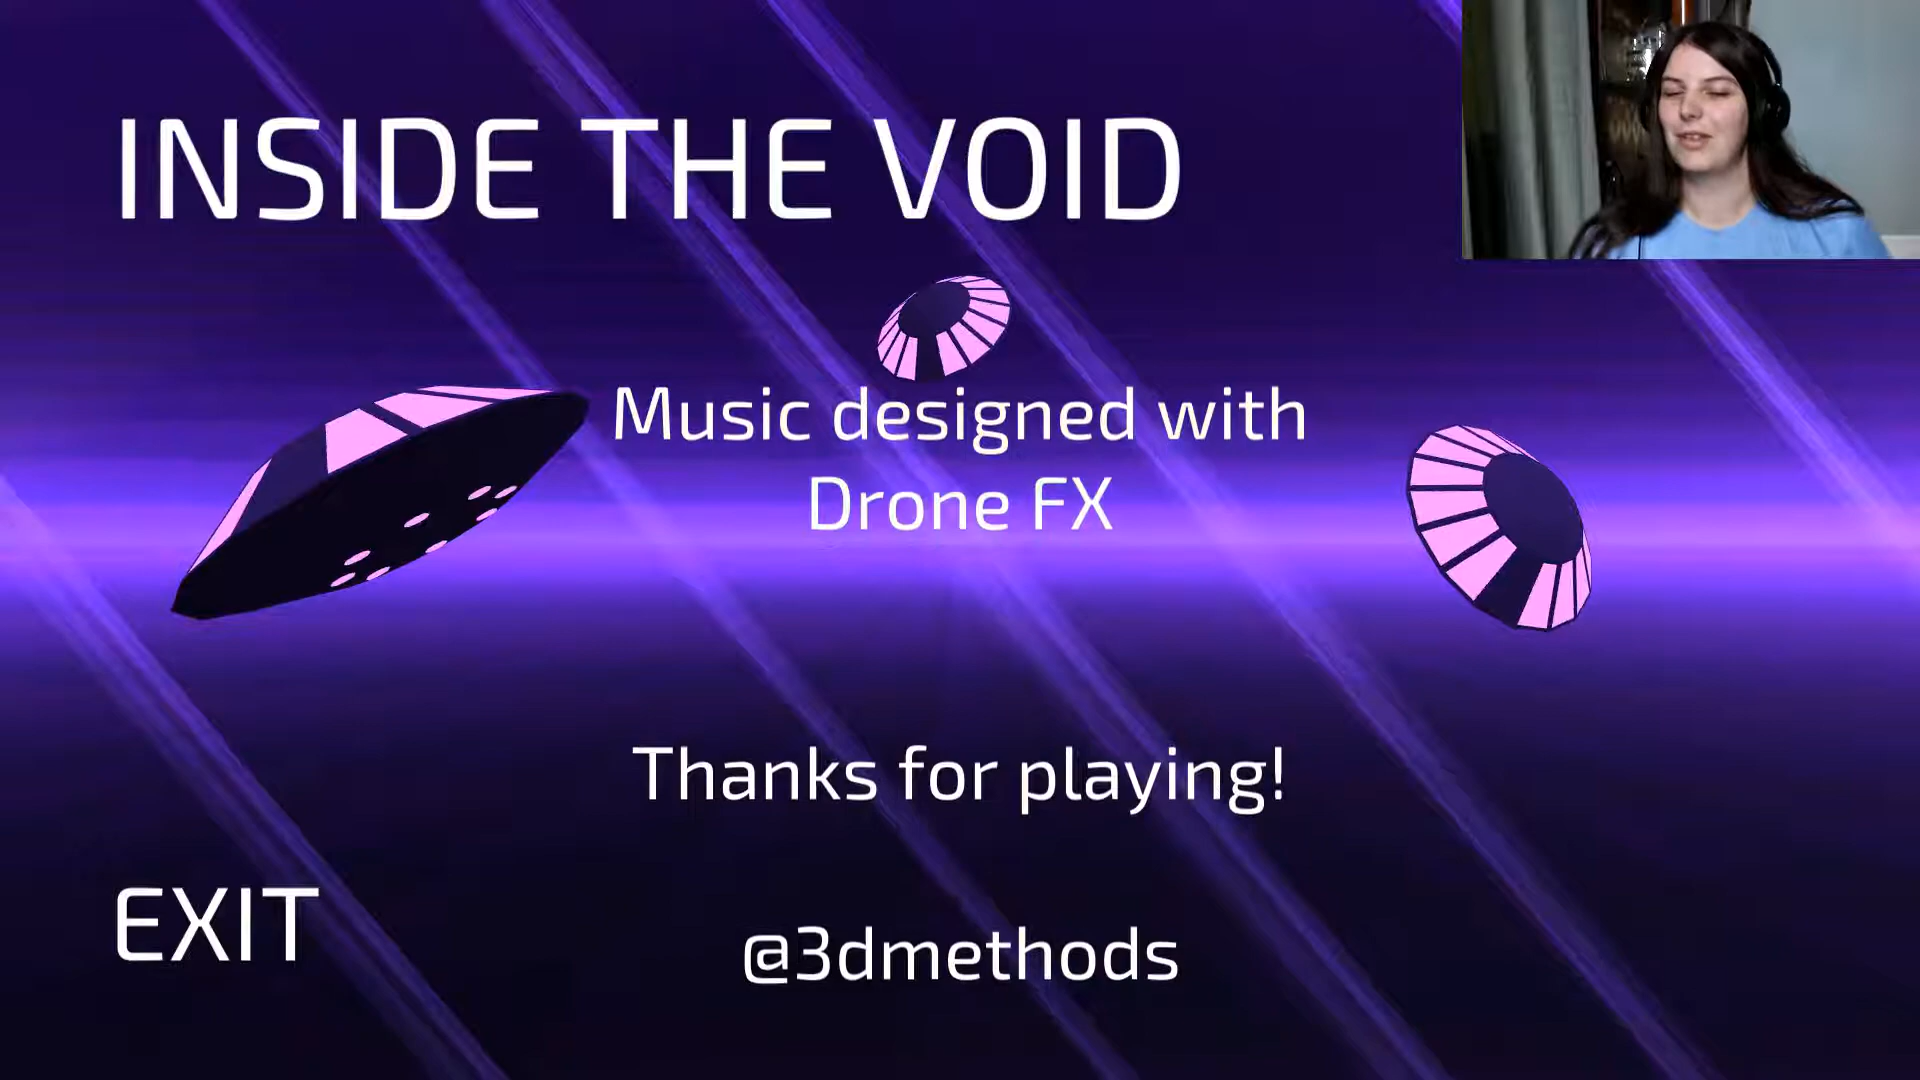 INSIDE THE VOID
Music designed with
Drone FX
Thanks for playing!
EXIT
@3dmethods